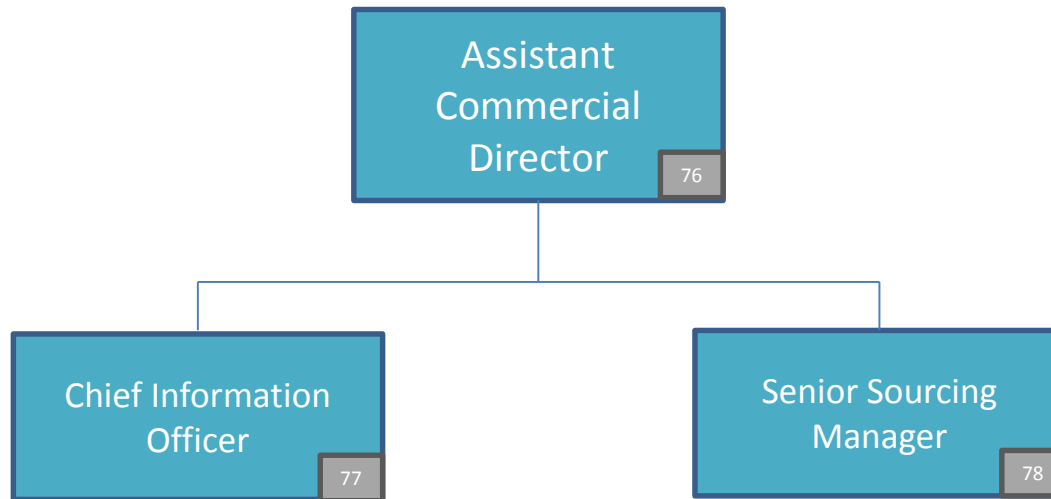 Assistant
Commercial
Director
76
Chief Information
Officer
77
Senior Sourcing
Manager
78